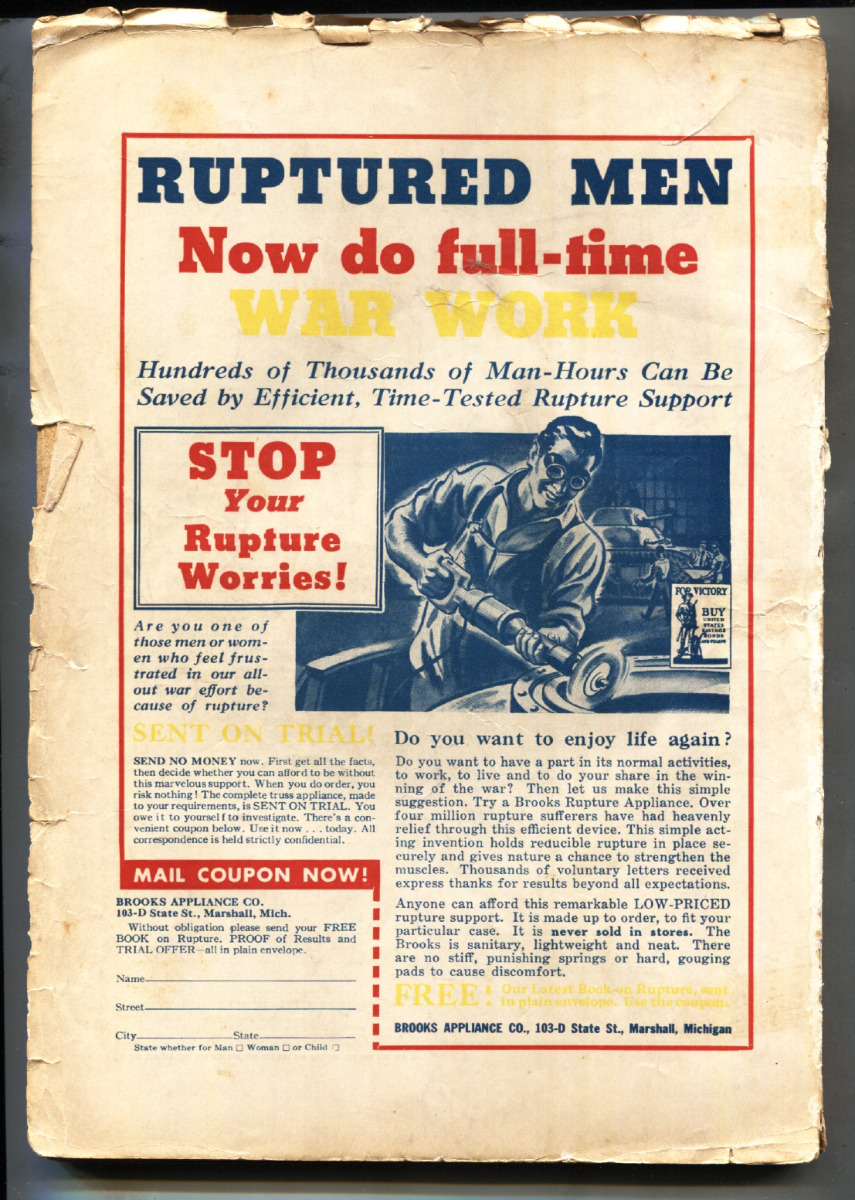 RUPTURED MEN
Now do full-time
WAR WORK
Hundreds of Thousands of Man-Hours Can Be
Saved by Efficient, Time-Tested Rupture Support
STOP
Your
Rupture
Worries!
FOR VICTORY
BUY
UNITED
STATES
SAVINGS
BONDS
AND STAMPS
Are you one of
those men or wom-
en who feel frus-
trated in our all-
out war effort be-
cause of rupture?
SENT ON TRIAL!
SEND NO MONEY now. First get all the facts,
then decide whether you can afford to be without
this marvelous support. When you do order, you
risk nothing! The complete truss appliance, made
to your requirements, is SENT ON TRIAL. You
owe it to yourself to investigate. There's a con-
venient coupon below. Use it now . . . today. All
correspondence is held strictly confidential.
MAIL COUPON NOW!
BROOKS APPLIANCE CO.
103-D State St., Marshall, Mich.
Without obligation please send your FREE
BOOK on Rupture, PROOF of Results and
TRIAL OFFER—all in plain envelope.
Name
Street
City State
State whether for Man □ Woman □ or Child □
Do you want to enjoy life again?
Do you want to have a part in its normal activities,
to work, to live and to do your share in the win-
ning of the war? Then let us make this simple
suggestion. Try a Brooks Rupture Appliance. Over
four million rupture sufferers have had heavenly
relief through this efficient device. This simple act-
ing invention holds reducible rupture in place se-
curely and gives nature a chance to strengthen the
muscles. Thousands of voluntary letters received
express thanks for results beyond all expectations.
Anyone can afford this remarkable LOW-PRICED
rupture support. It is made up to order, to fit your
particular case. It is never sold in stores. The
Brooks is sanitary, lightweight and neat. There
are no stiff, punishing springs or hard, gouging
pads to cause discomfort.
FREE! Our Latest Book on Rupture, sent
in plain envelope. Use the coupon.
BROOKS APPLIANCE CO., 103-D State St., Marshall, Michigan